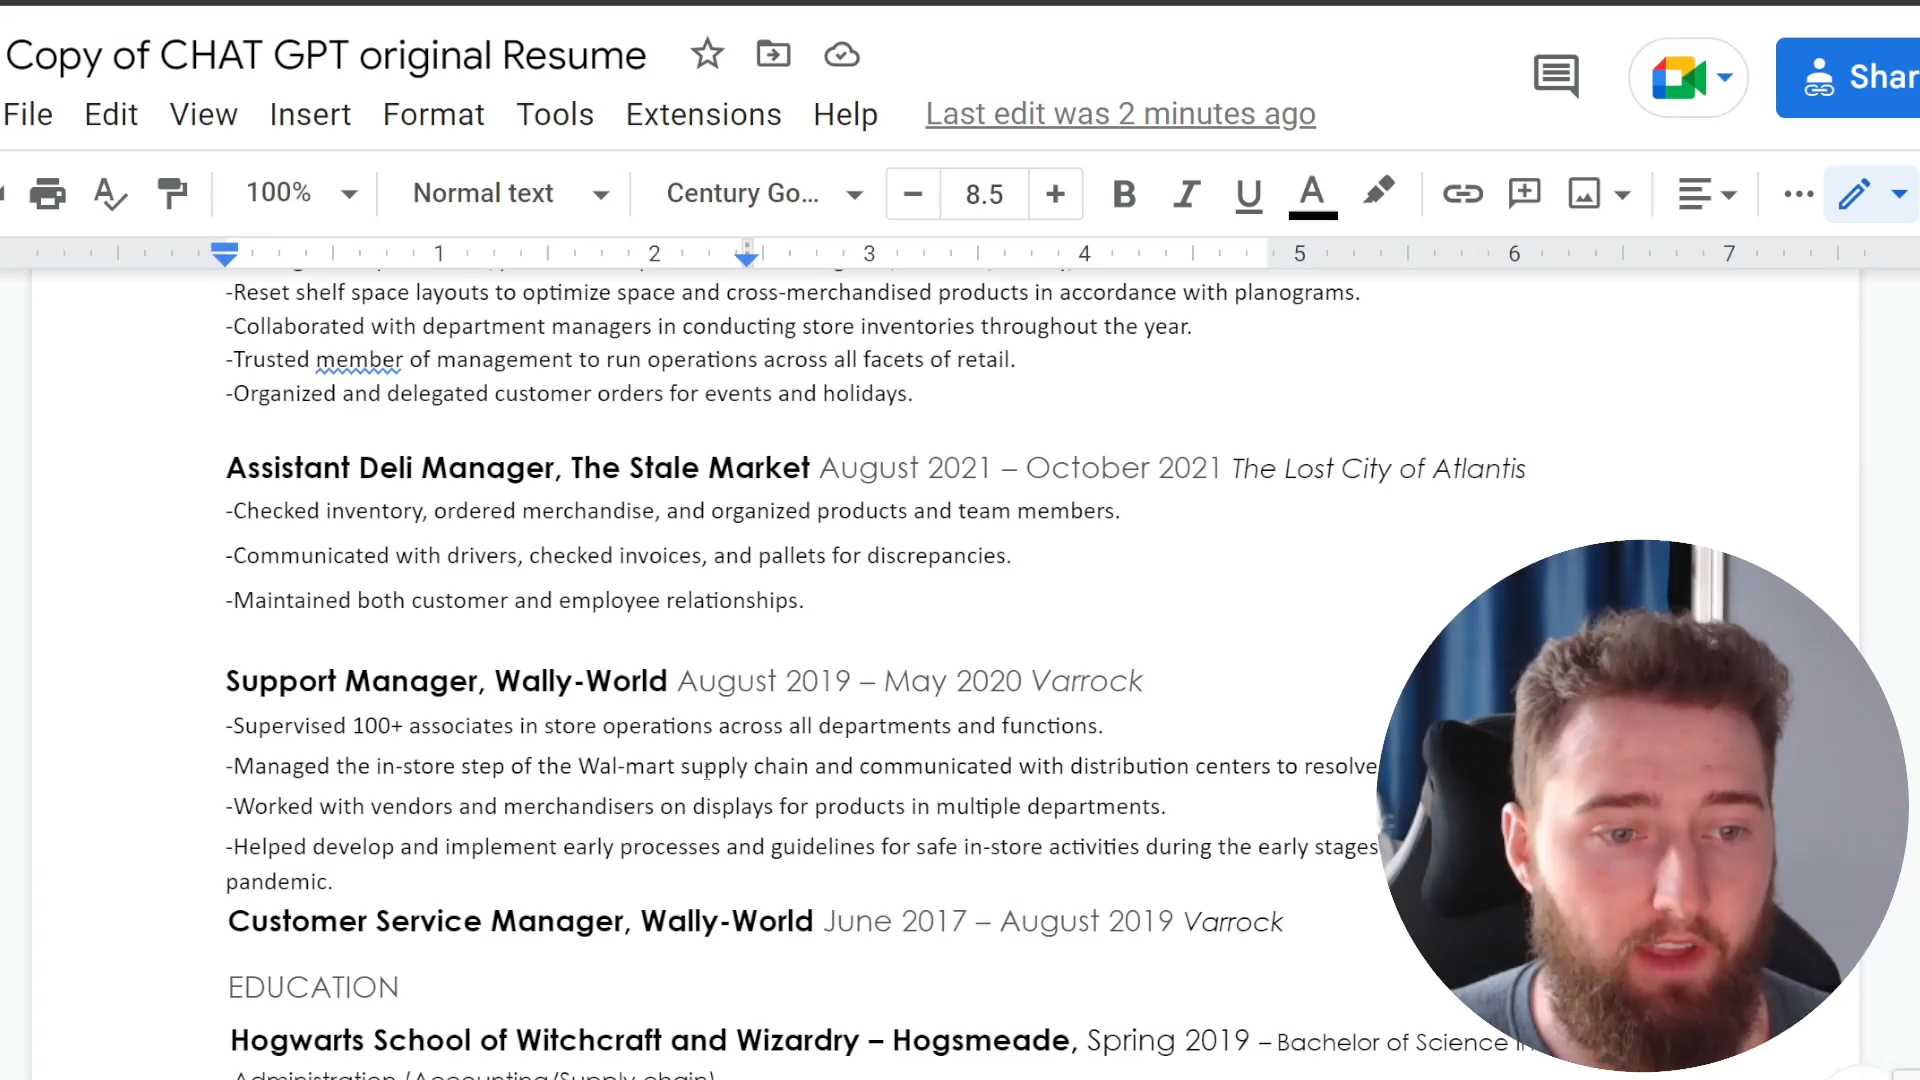 Copy of CHAT GPT original Resume
File Edit View Insert Format Tools Extensions Help Last edit was 2 minutes ago
Shar
100% Normal text Century Go... 8.5 B I U A
1 2 3 4 5 6 7
-Reset shelf space layouts to optimize space and cross-merchandised products in accordance with planograms.
-Collaborated with department managers in conducting store inventories throughout the year.
-Trusted member of management to run operations across all facets of retail.
-Organized and delegated customer orders for events and holidays.
Assistant Deli Manager, The Stale Market August 2021 – October 2021 The Lost City of Atlantis
-Checked inventory, ordered merchandise, and organized products and team members.
-Communicated with drivers, checked invoices, and pallets for discrepancies.
-Maintained both customer and employee relationships.
Support Manager, Wally-World August 2019 – May 2020 Varrock
-Supervised 100+ associates in store operations across all departments and functions.
-Managed the in-store step of the Wal-mart supply chain and communicated with distribution centers to resolve
-Worked with vendors and merchandisers on displays for products in multiple departments.
-Helped develop and implement early processes and guidelines for safe in-store activities during the early stages
pandemic.
Customer Service Manager, Wally-World June 2017 – August 2019 Varrock
EDUCATION
Hogwarts School of Witchcraft and Wizardry – Hogsmeade, Spring 2019 – Bachelor of Science in
Administration (Accounting/Supply chain)